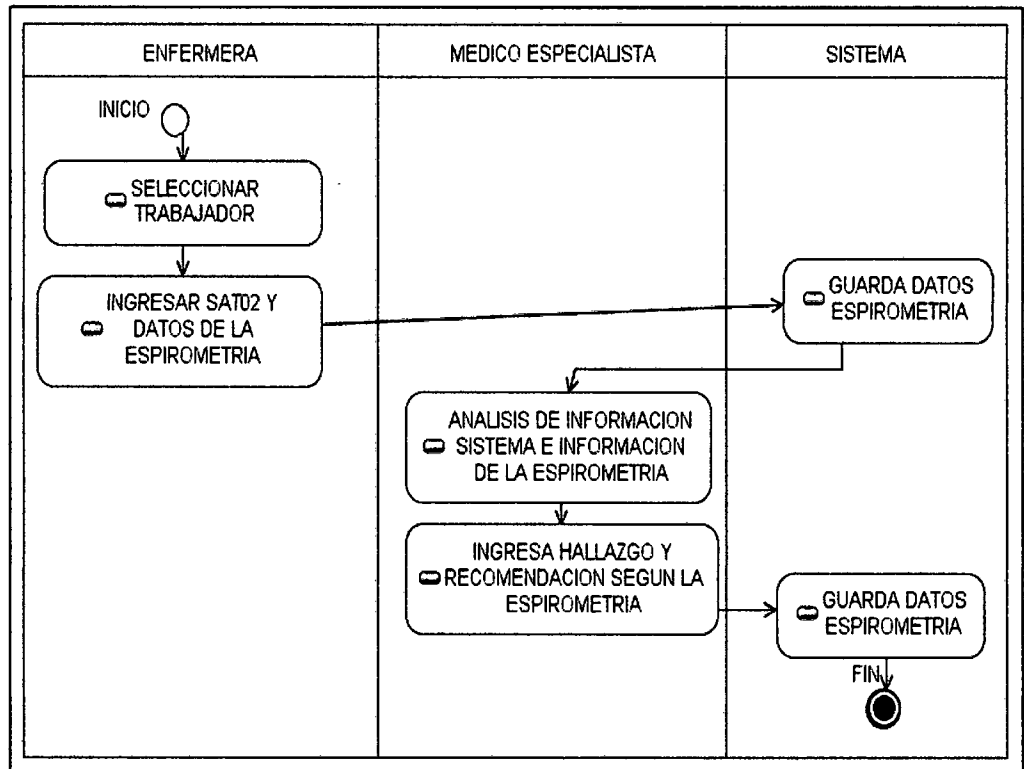 ENFERMERA
MEDICO ESPECIALISTA
SISTEMA
INICIO
SELECCIONAR
TRABAJADOR
INGRESAR SAT02 Y
DATOS DE LA
ESPIROMETRIA
GUARDA DATOS
ESPIROMETRIA
ANALISIS DE INFORMACION
SISTEMA E INFORMACION
DE LA ESPIROMETRIA
INGRESA HALLAZGO Y
RECOMENDACION SEGUN LA
ESPIROMETRIA
GUARDA DATOS
ESPIROMETRIA
FIN